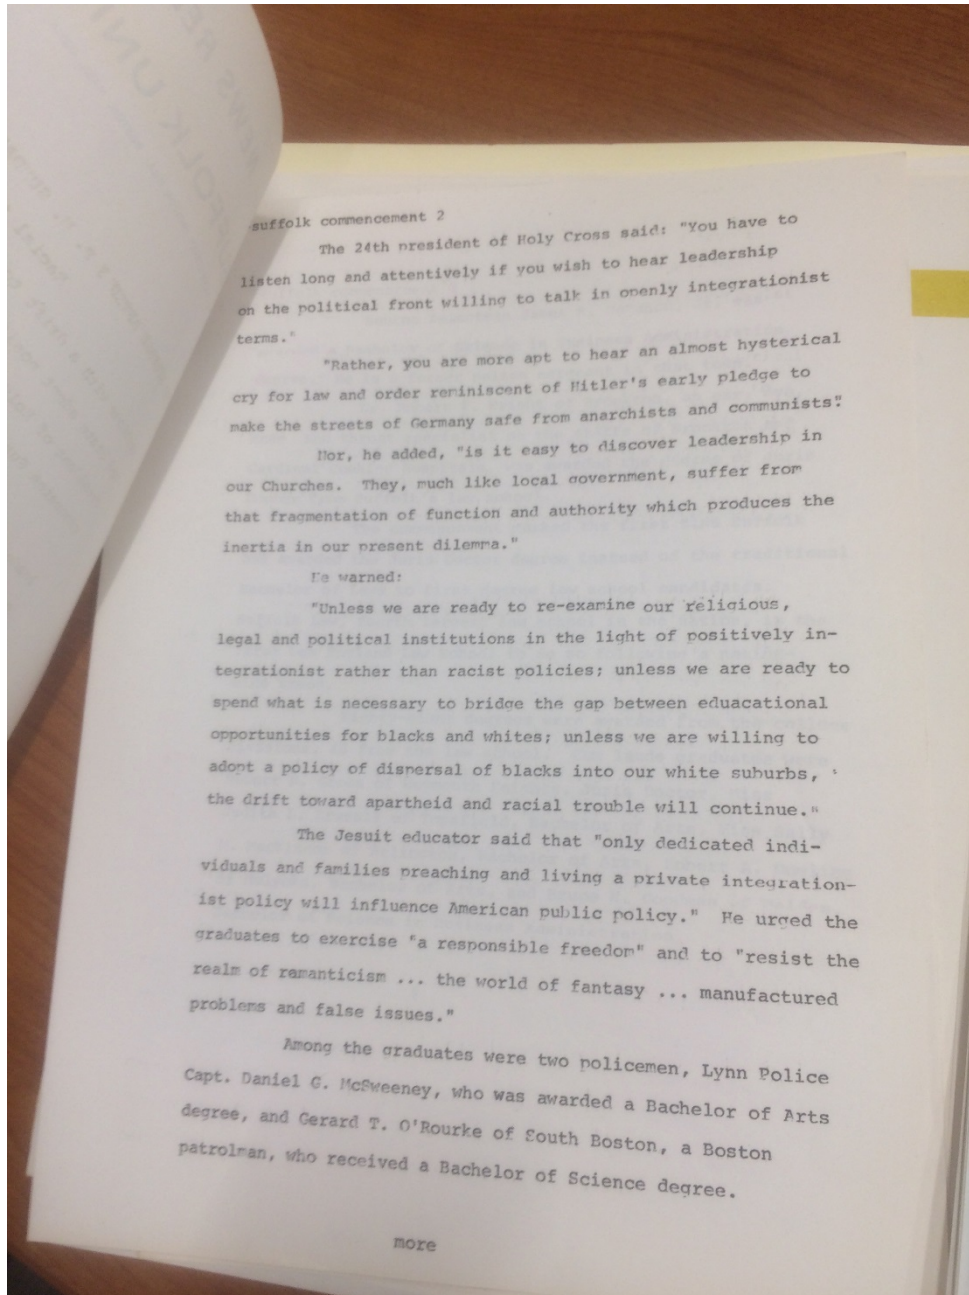 suffolk commencement 2
The 24th president of Holy Cross said: "You have to
listen long and attentively if you wish to hear leadership
on the political front willing to talk in openly integrationist
terms."
"Rather, you are more apt to hear an almost hysterical
cry for law and order reminiscent of Hitler's early pledge to
make the streets of Germany safe from anarchists and communists".
Nor, he added, "is it easy to discover leadership in
our Churches. They, much like local government, suffer from
that fragmentation of function and authority which produces the
inertia in our present dilemma."
He warned:
"Unless we are ready to re-examine our religious,
legal and political institutions in the light of positively in-
tegrationist rather than racist policies; unless we are ready to
spend what is necessary to bridge the gap between eduacational
opportunities for blacks and whites; unless we are willing to
adopt a policy of dispersal of blacks into our white suburbs,
the drift toward apartheid and racial trouble will continue."
The Jesuit educator said that "only dedicated indi-
viduals and families preaching and living a private integration-
ist policy will influence American public policy." He urged the
graduates to exercise "a responsible freedom" and to "resist the
realm of ramanticism ... the world of fantasy ... manufactured
problems and false issues."
Among the graduates were two policemen, Lynn Police
Capt. Daniel G. McSweeney, who was awarded a Bachelor of Arts
degree, and Gerard T. O'Rourke of South Boston, a Boston
patrolman, who received a Bachelor of Science degree.
more